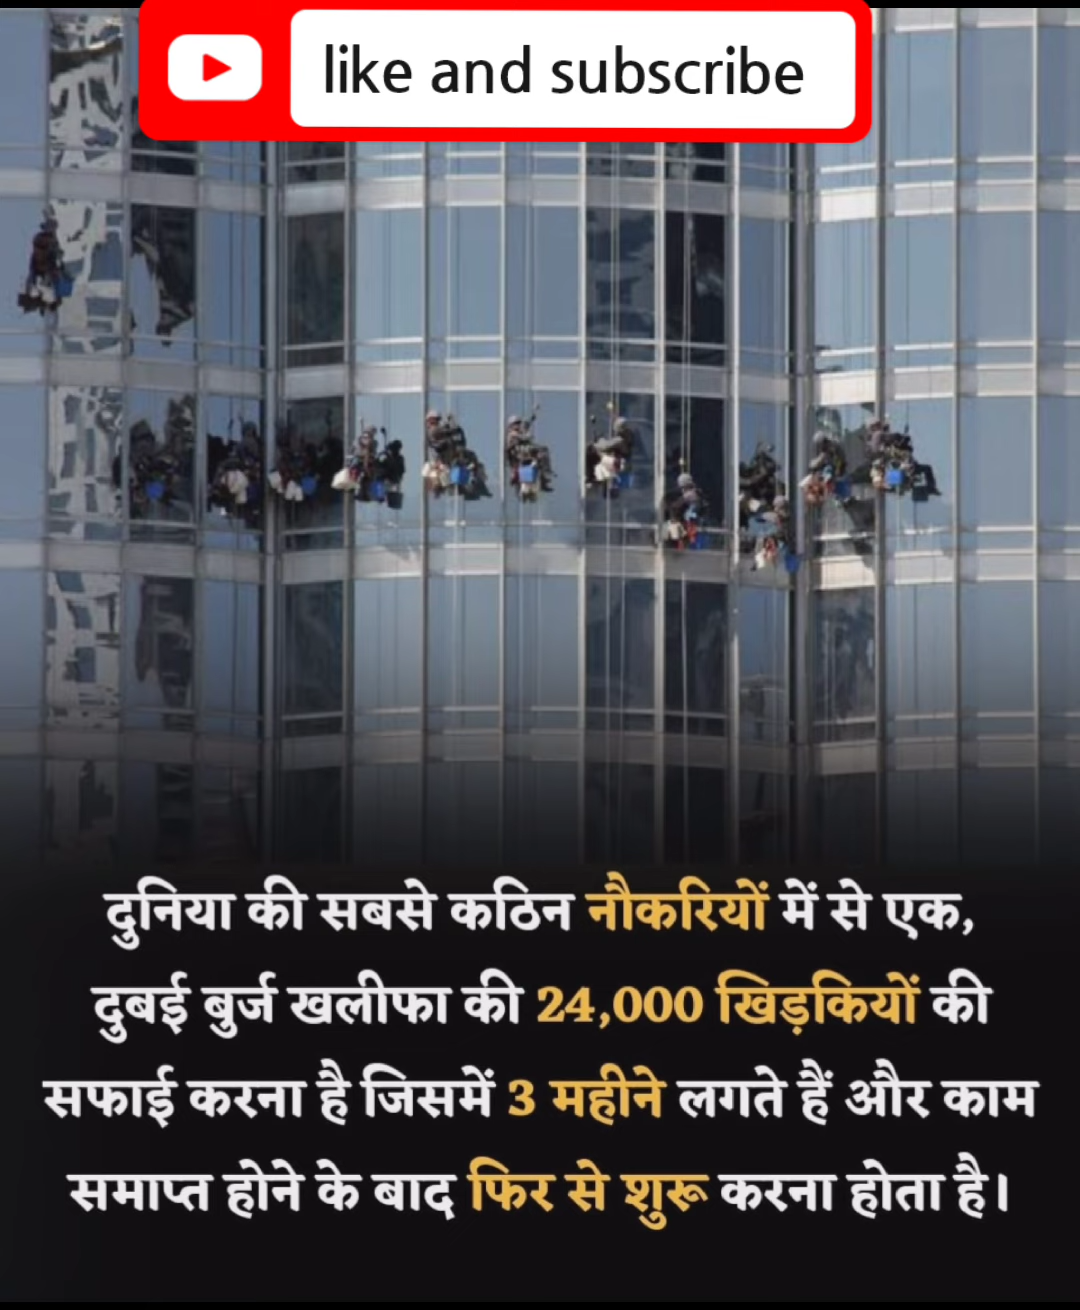 like and subscribe
दुनिया की सबसे कठिन नौकरियों में से एक,
दुबई बुर्ज खलीफा की 24,000 खिड़कियों की
सफाई करना है जिसमें 3 महीने लगते हैं और काम
समाप्त होने के बाद फिर से शुरू करना होता है।